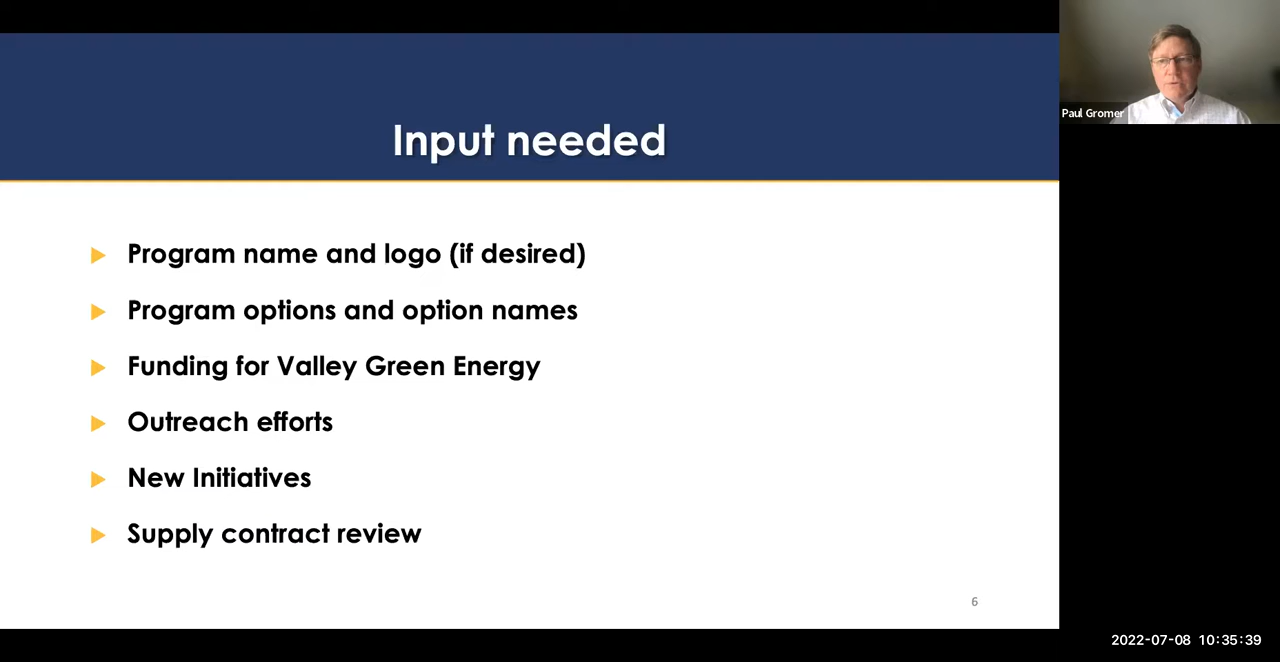 Input needed
Program name and logo (if desired)
Program options and option names
Funding for Valley Green Energy
Outreach efforts
New Initiatives
Supply contract review
6
Paul Gromer
2022-07-08 10:35:39